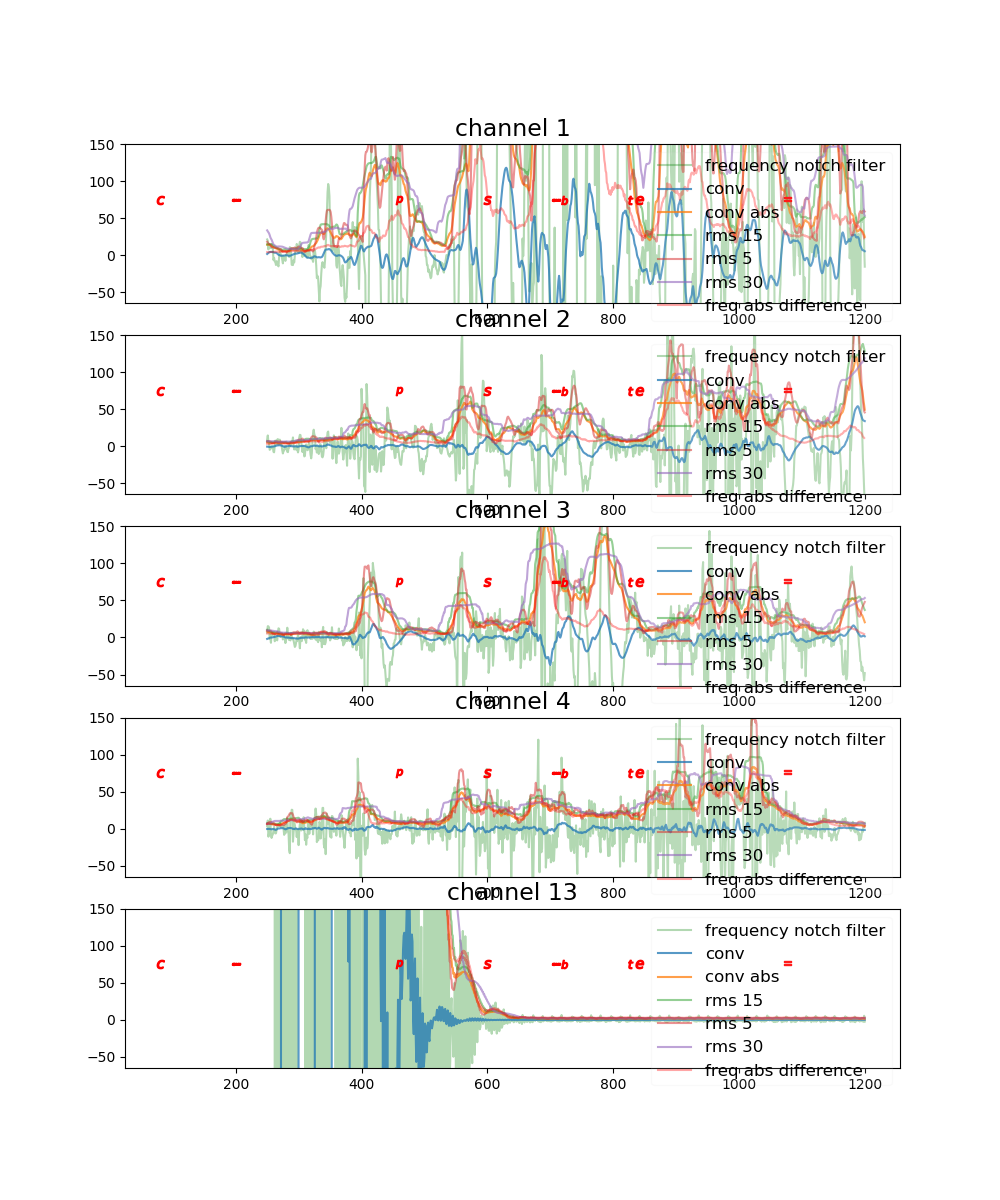 channel 1
150
100
50
0
−50
c – p s –b te =
frequency notch filter
conv
conv abs
rms 15
rms 5
rms 30
freq abs difference
200 400 600 800 1000 1200
channel 2
150
100
50
0
−50
c – p s –b te =
frequency notch filter
conv
conv abs
rms 15
rms 5
rms 30
freq abs difference
200 400 600 800 1000 1200
channel 3
150
100
50
0
−50
c – p s –b te =
frequency notch filter
conv
conv abs
rms 15
rms 5
rms 30
freq abs difference
200 400 600 800 1000 1200
channel 4
150
100
50
0
−50
c – p s –b te =
frequency notch filter
conv
conv abs
rms 15
rms 5
rms 30
freq abs difference
200 400 600 800 1000 1200
channel 13
150
100
50
0
−50
c – p s –b te =
frequency notch filter
conv
conv abs
rms 15
rms 5
rms 30
freq abs difference
200 400 600 800 1000 1200